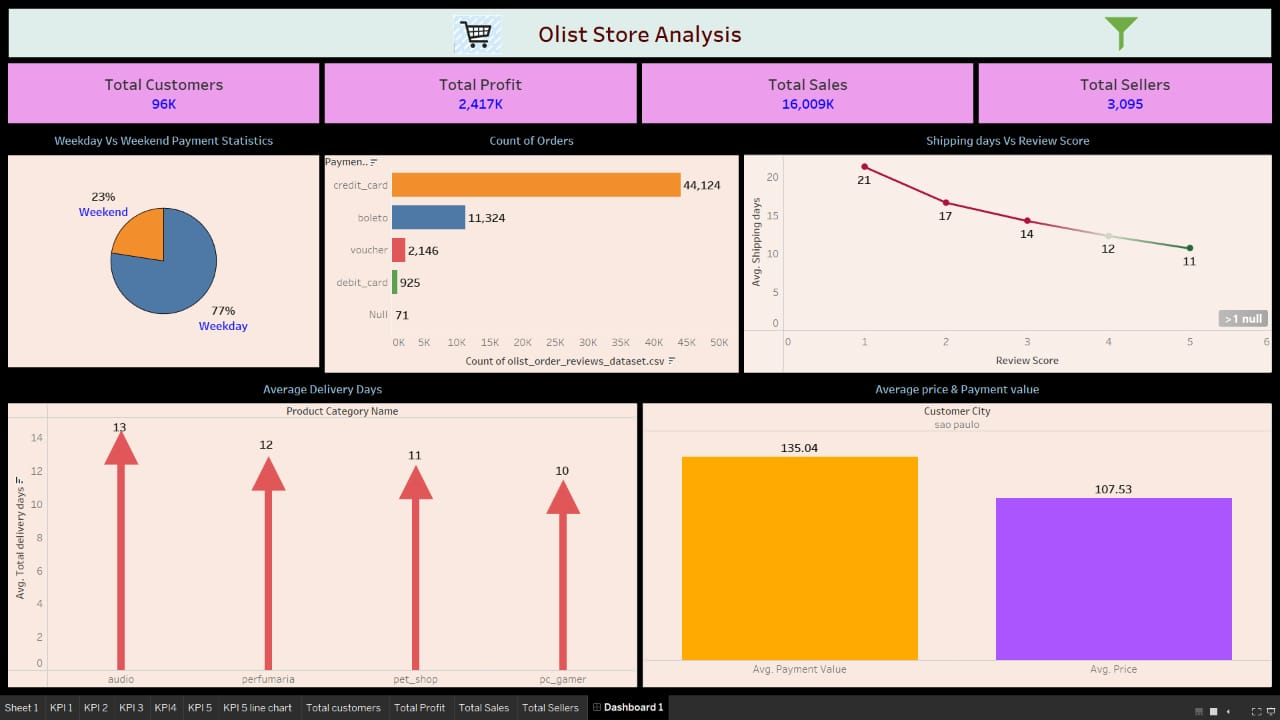 Olist Store Analysis
Total Customers
96K
Total Profit
2,417K
Total Sales
16,009K
Total Sellers
3,095
Weekday Vs Weekend Payment Statistics
23%
Weekend
77%
Weekday
Count of Orders
Paymen..
credit_card 44,124
boleto 11,324
voucher 2,146
debit_card 925
Null 71
0K 5K 10K 15K 20K 25K 30K 35K 40K 45K 50K
Count of olist_order_reviews_dataset.csv
Shipping days Vs Review Score
Avg. Shipping days
20
15
10
5
0
21
17
14
12
11
>1 null
0 1 2 3 4 5 6
Review Score
Average Delivery Days
Product Category Name
Avg. Total delivery days
14
12
10
8
6
4
2
0
13
12
11
10
audio perfumaria pet_shop pc_gamer
Average price & Payment value
Customer City
sao paulo
135.04
107.53
Avg. Payment Value Avg. Price
Sheet 1 KPI 1 KPI 2 KPI 3 KPI4 KPI 5 KPI 5 line chart Total customers Total Profit Total Sales Total Sellers Dashboard 1